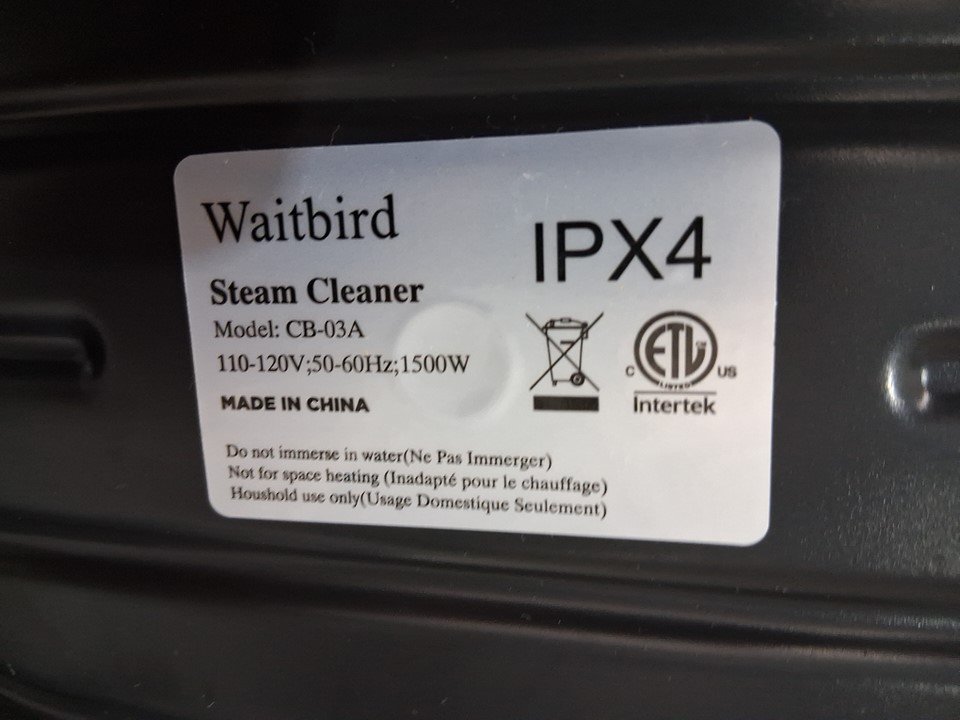 Waitbird
IPX4
Steam Cleaner
Model: CB-03A
110-120V;50-60Hz;1500W
MADE IN CHINA
ETL
LISTED
C US
Intertek
Do not immerse in water(Ne Pas Immerger)
Not for space heating (Inadapté pour le chauffage)
Houshold use only(Usage Domestique Seulement)